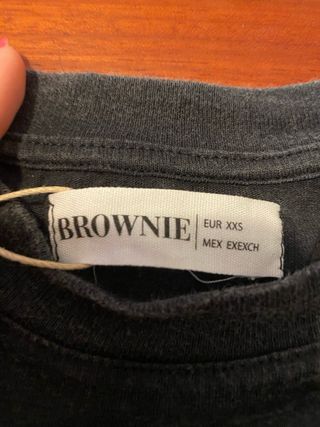 BROWNIE
EUR XXS
MEX EXEXCH